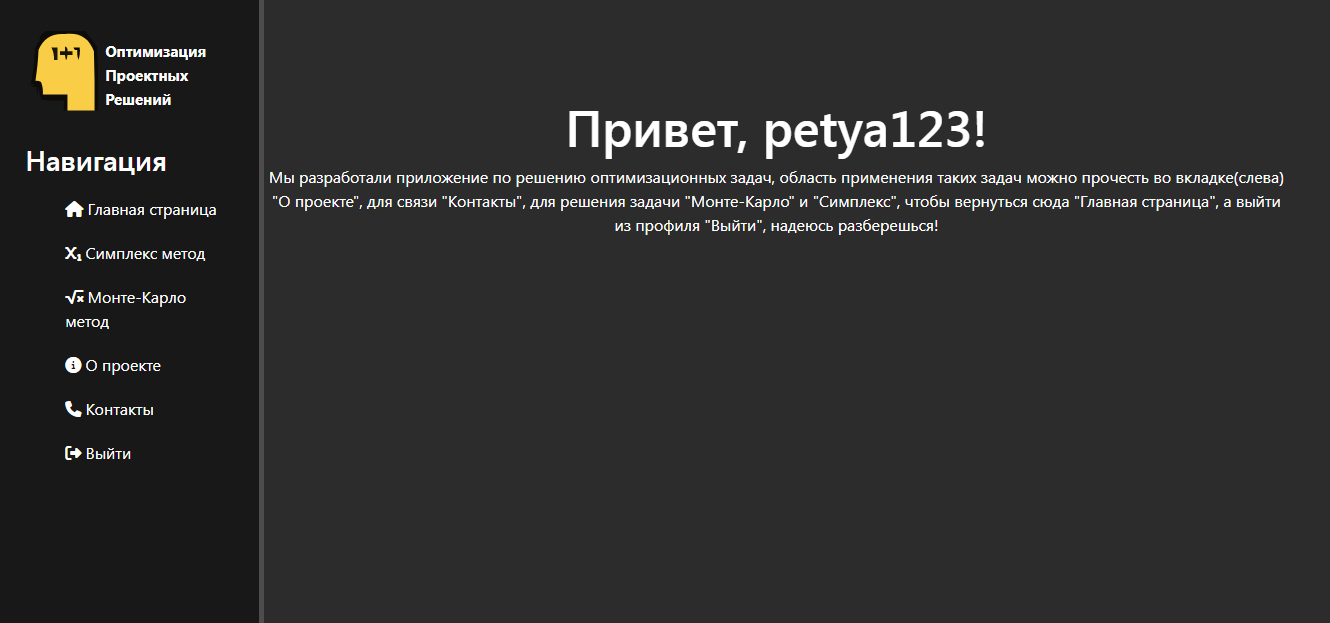 1+1
Оптимизация
Проектных
Решений
Навигация
Главная страница
X₁ Симплекс метод
√x Монте-Карло
метод
О проекте
Контакты
Выйти
Привет, petya123!
Мы разработали приложение по решению оптимизационных задач, область применения таких задач можно прочесть во вкладке(слева)
"О проекте", для связи "Контакты", для решения задачи "Монте-Карло" и "Симплекс", чтобы вернуться сюда "Главная страница", а выйти
из профиля "Выйти", надеюсь разберешься!